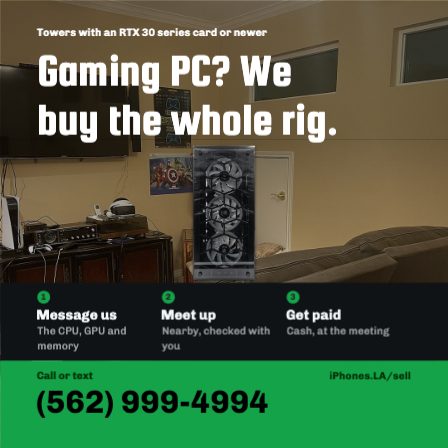 Towers with an RTX 30 series card or newer
Gaming PC? We
buy the whole rig.
1
2
3
Message us
Meet up
Get paid
The CPU, GPU and
memory
Nearby, checked with
you
Cash, at the meeting
Call or text
iPhones.LA/sell
(562) 999-4994